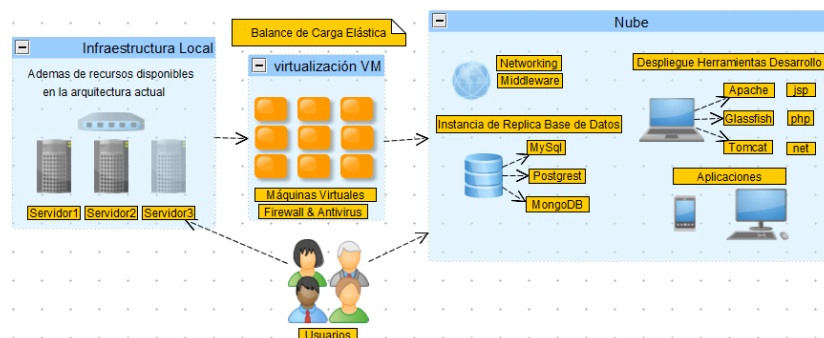 Balance de Carga Elástica
Infraestructura Local
Ademas de recursos disponibles
en la arquitectura actual
Servidor1
Servidor2
Servidor3
virtualización VM
Máquinas Virtuales
Firewall & Antivirus
Usuarios
Nube
Networking
Middleware
Instancia de Replica Base de Datos
MySql
Postgrest
MongoDB
Despliegue Herramientas Desarrollo
Apache
jsp
Glassfish
php
Tomcat
net
Aplicaciones